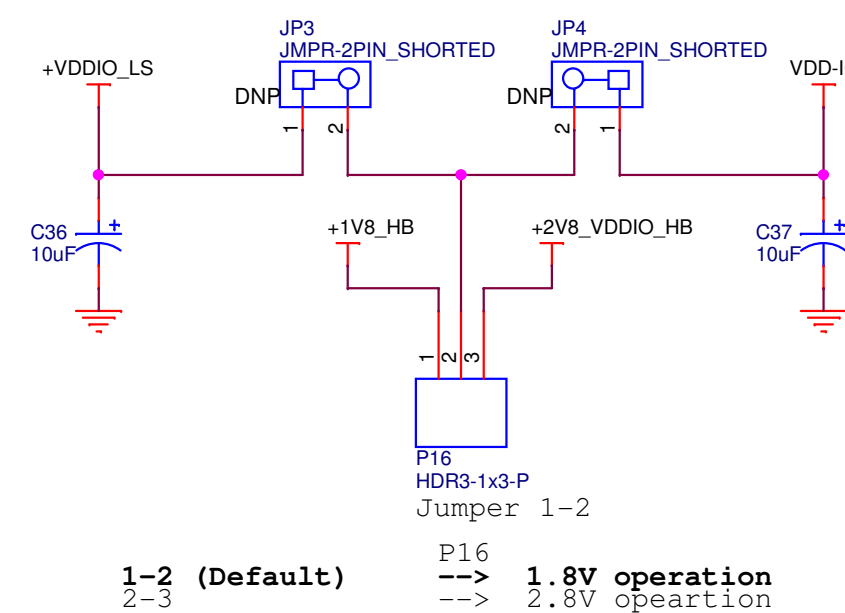 JP3
JMPR-2PIN_SHORTED
JP4
JMPR-2PIN_SHORTED
+VDDIO_LS
DNP
DNP
VDD-I
1
2
2
1
C36
10uF
+
+1V8_HB
+2V8_VDDIO_HB
C37
10uF
+
1
2
3
P16
HDR3-1x3-P
Jumper 1-2
P16
1-2 (Default) --> 1.8V operation
2-3 --> 2.8V opeartion